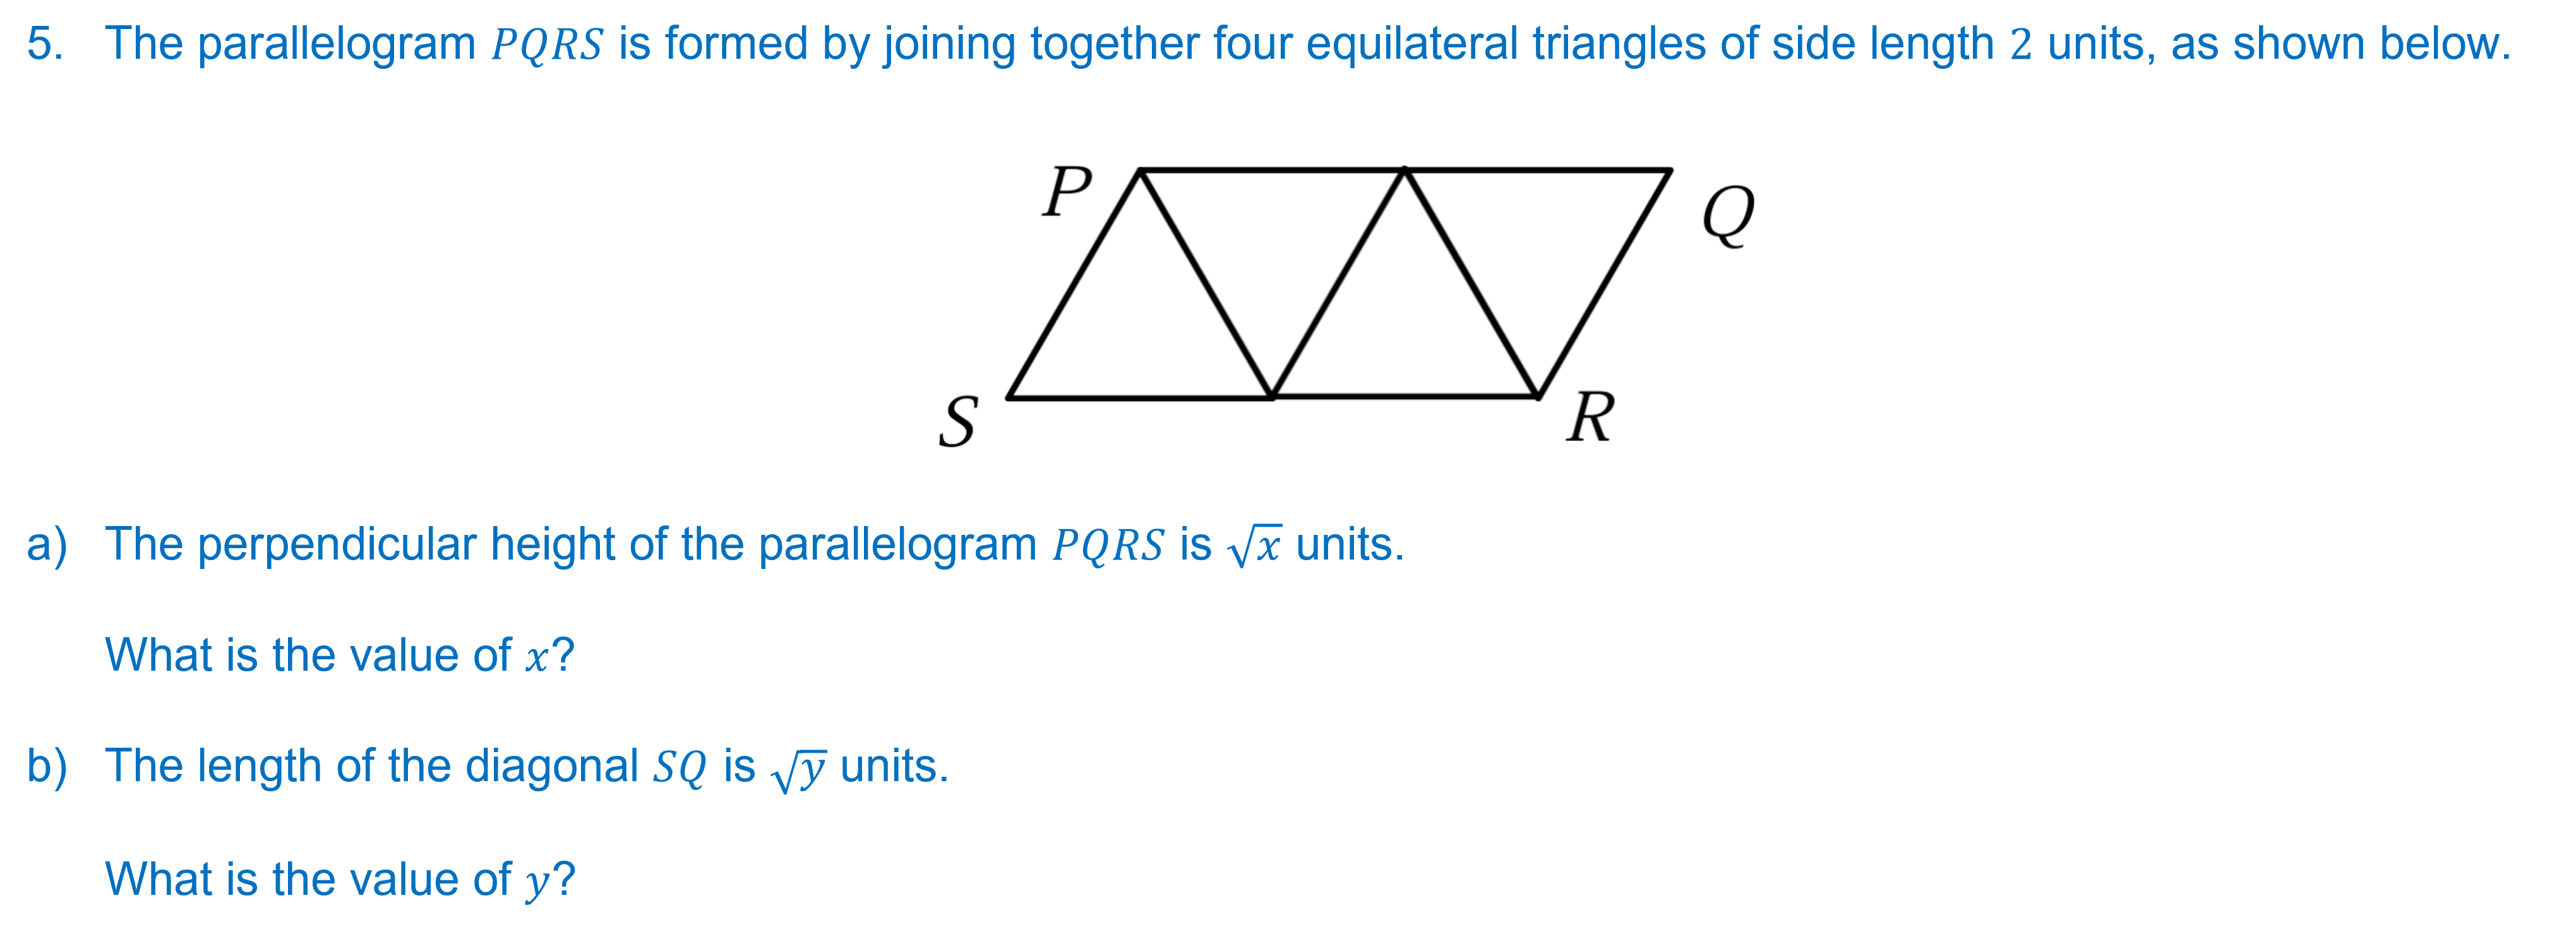 5. The parallelogram PQRS is formed by joining together four equilateral triangles of side length 2 units, as shown below.
P
Q
S
R
a) The perpendicular height of the parallelogram PQRS is √x units.
What is the value of x?
b) The length of the diagonal SQ is √y units.
What is the value of y?